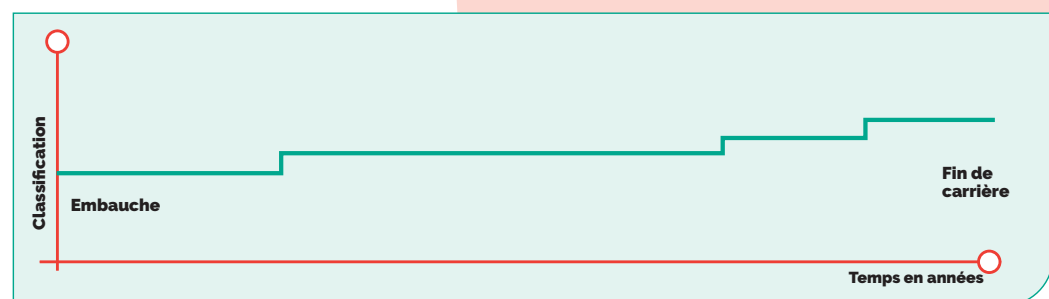 Classification
Embauche
Fin de
carrière
Temps en années